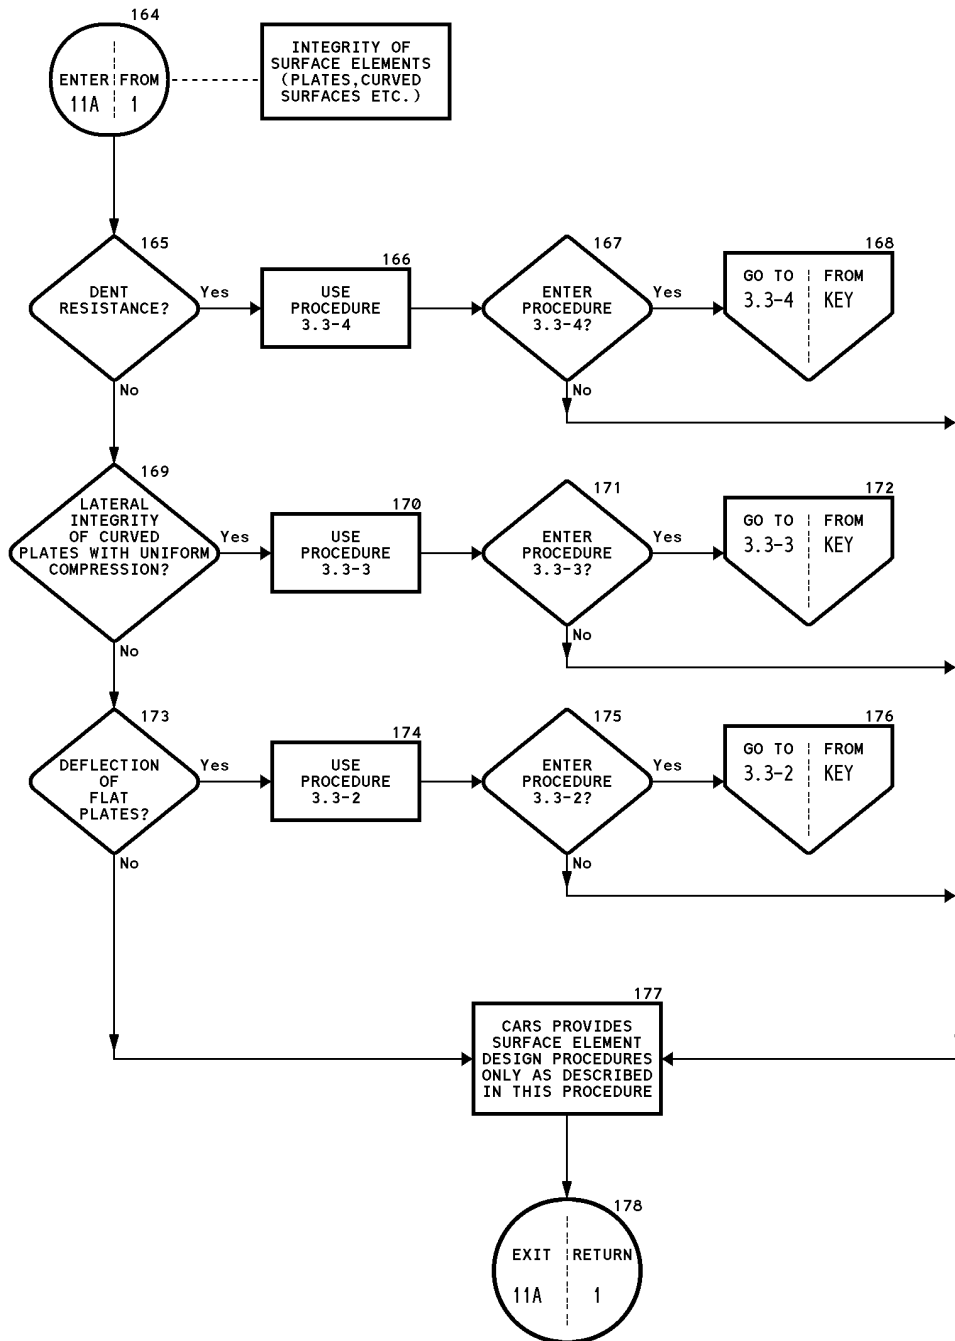 164
ENTER FROM
11A 1
INTEGRITY OF
SURFACE ELEMENTS
(PLATES,CURVED
SURFACES ETC.)
165
DENT
RESISTANCE?
Yes
No
166
USE
PROCEDURE
3.3-4
167
ENTER
PROCEDURE
3.3-4?
Yes
No
168
GO TO FROM
3.3-4 KEY
169
LATERAL
INTEGRITY
OF CURVED
PLATES WITH UNIFORM
COMPRESSION?
Yes
No
170
USE
PROCEDURE
3.3-3
171
ENTER
PROCEDURE
3.3-3?
Yes
No
172
GO TO FROM
3.3-3 KEY
173
DEFLECTION
OF
FLAT
PLATES?
Yes
No
174
USE
PROCEDURE
3.3-2
175
ENTER
PROCEDURE
3.3-2?
Yes
No
176
GO TO FROM
3.3-2 KEY
177
CARS PROVIDES
SURFACE ELEMENT
DESIGN PROCEDURES
ONLY AS DESCRIBED
IN THIS PROCEDURE
178
EXIT RETURN
11A 1